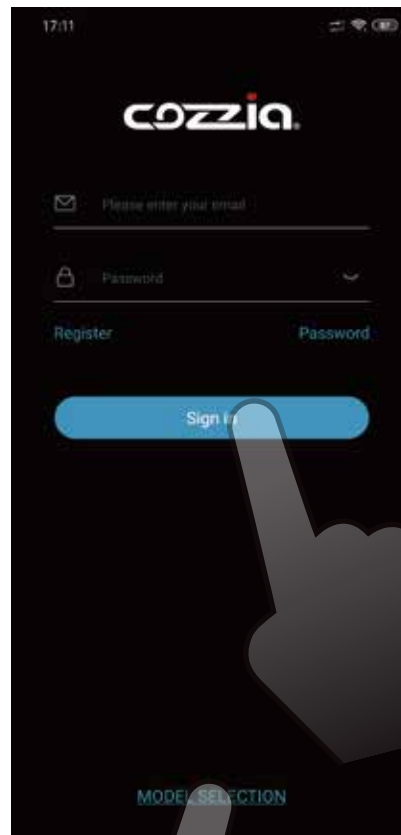 17:11
cozzia.
Please enter your email
Password
Register Password
Sign in
MODEL SELECTION